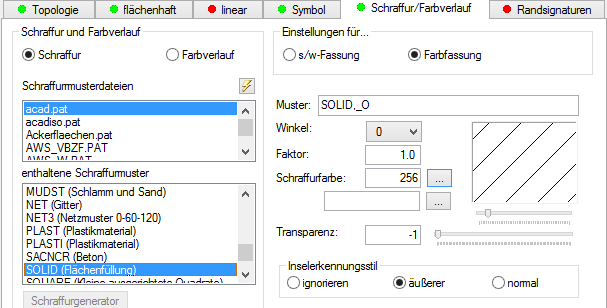 Topologie
flächenhaft
linear
Symbol
Schraffur/Farbverlauf
Randsignaturen
Schraffur und Farbverlauf
Schraffur
Farbverlauf
Schraffurmusterdateien
acad.pat
acadiso.pat
Ackerflaechen.pat
AWS_VBZF.PAT
AWS_W.PAT
enthaltene Schraffumuster
MUDST (Schlamm und Sand)
NET (Gitter)
NET3 (Netzmuster 0-60-120)
PLAST (Plastikmaterial)
PLASTI (Plastikmaterial)
SACNCR (Beton)
SOLID (Flächenfüllung)
SQUARE (Kleine ausgerichtete Quadrate)
Schraffurgenerator
Einstellungen für...
s/w-Fassung
Farbfassung
Muster:
SOLID,_O
Winkel:
0
Faktor:
1.0
Schraffurfarbe:
256
...
...
Transparenz:
-1
Inselerkennungsstil
ignorieren
äußerer
normal